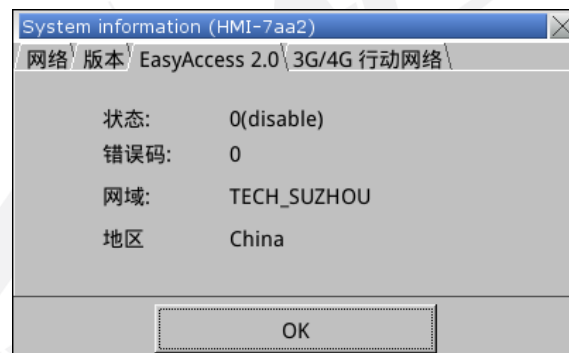 System information (HMI-7aa2)
网络 版本 EasyAccess 2.0 3G/4G 行动网络
状态: 0(disable)
错误码: 0
网域: TECH_SUZHOU
地区 China
OK